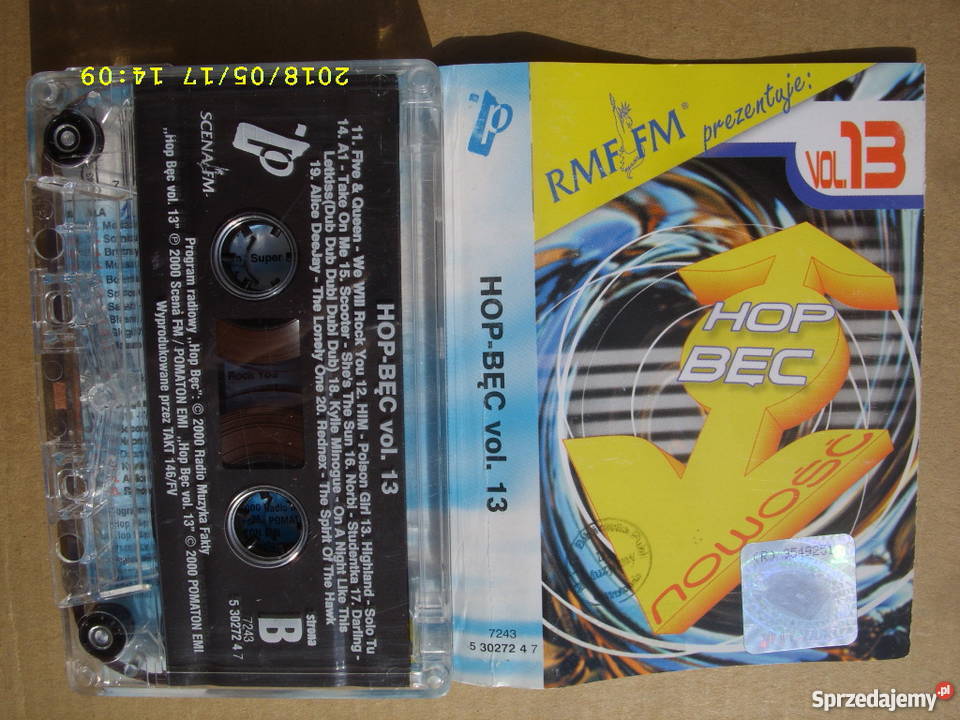 2018/05/17 14:09
SCENA FM
11. Five & Queen - We Will Rock You 12. HIM - Poison Girl 13. Highland - Solo Tu
14. A1 - Take On Me 15. Scooter - She's The Sun 16. Norbi - Studentka 17. Darling -
Letkiss(Dub Dub Dubl Dubl Dub) 18. Kylie Minogue - On A Night Like This
19. Alice DeeJay - The Lonely One 20. Rednex - The Spirit Of The Hawk
HOP-BĘC vol. 13
Super
Rock You
strona
B
7243
5 30272 4 7
Program radiowy „Hop Bęc": © 2000 Radio Muzyka Fakty
„Hop Bęc vol. 13" ℗ 2000 Scena FM / POMATON EMI „Hop Bęc vol. 13" © 2000 POMATON EMI
Wyprodukowane przez TAKT 146/FV
HOP-BĘC vol. 13
7243
5 30272 4 7
RMF FM®
prezentuje:
VOL.13
HOP
BĘC
nowość
Sprzedajemy.pl